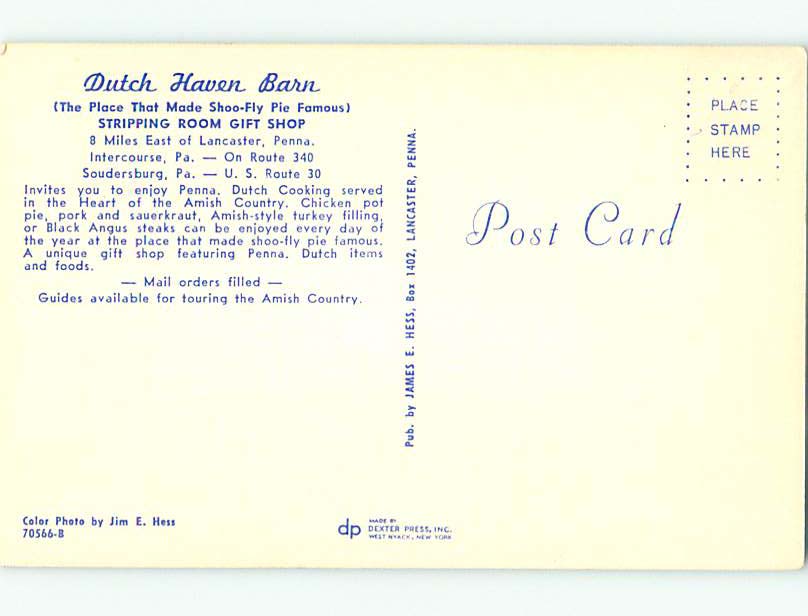 Dutch Haven Barn
(The Place That Made Shoo-Fly Pie Famous)
STRIPPING ROOM GIFT SHOP
8 Miles East of Lancaster, Penna.
Intercourse, Pa. — On Route 340
Soudersburg, Pa. — U. S. Route 30
Invites you to enjoy Penna. Dutch Cooking served
in the Heart of the Amish Country. Chicken pot
pie, pork and sauerkraut, Amish-style turkey filling,
or Black Angus steaks can be enjoyed every day of
the year at the place that made shoo-fly pie famous.
A unique gift shop featuring Penna. Dutch items
and foods.
— Mail orders filled —
Guides available for touring the Amish Country.
Color Photo by Jim E. Hess
70566-B
Pub. by JAMES E. HESS, Box 1402, LANCASTER, PENNA.
dp
MADE BY
DEXTER PRESS, INC.
WEST NYACK, NEW YORK
Post Card
PLACE
STAMP
HERE